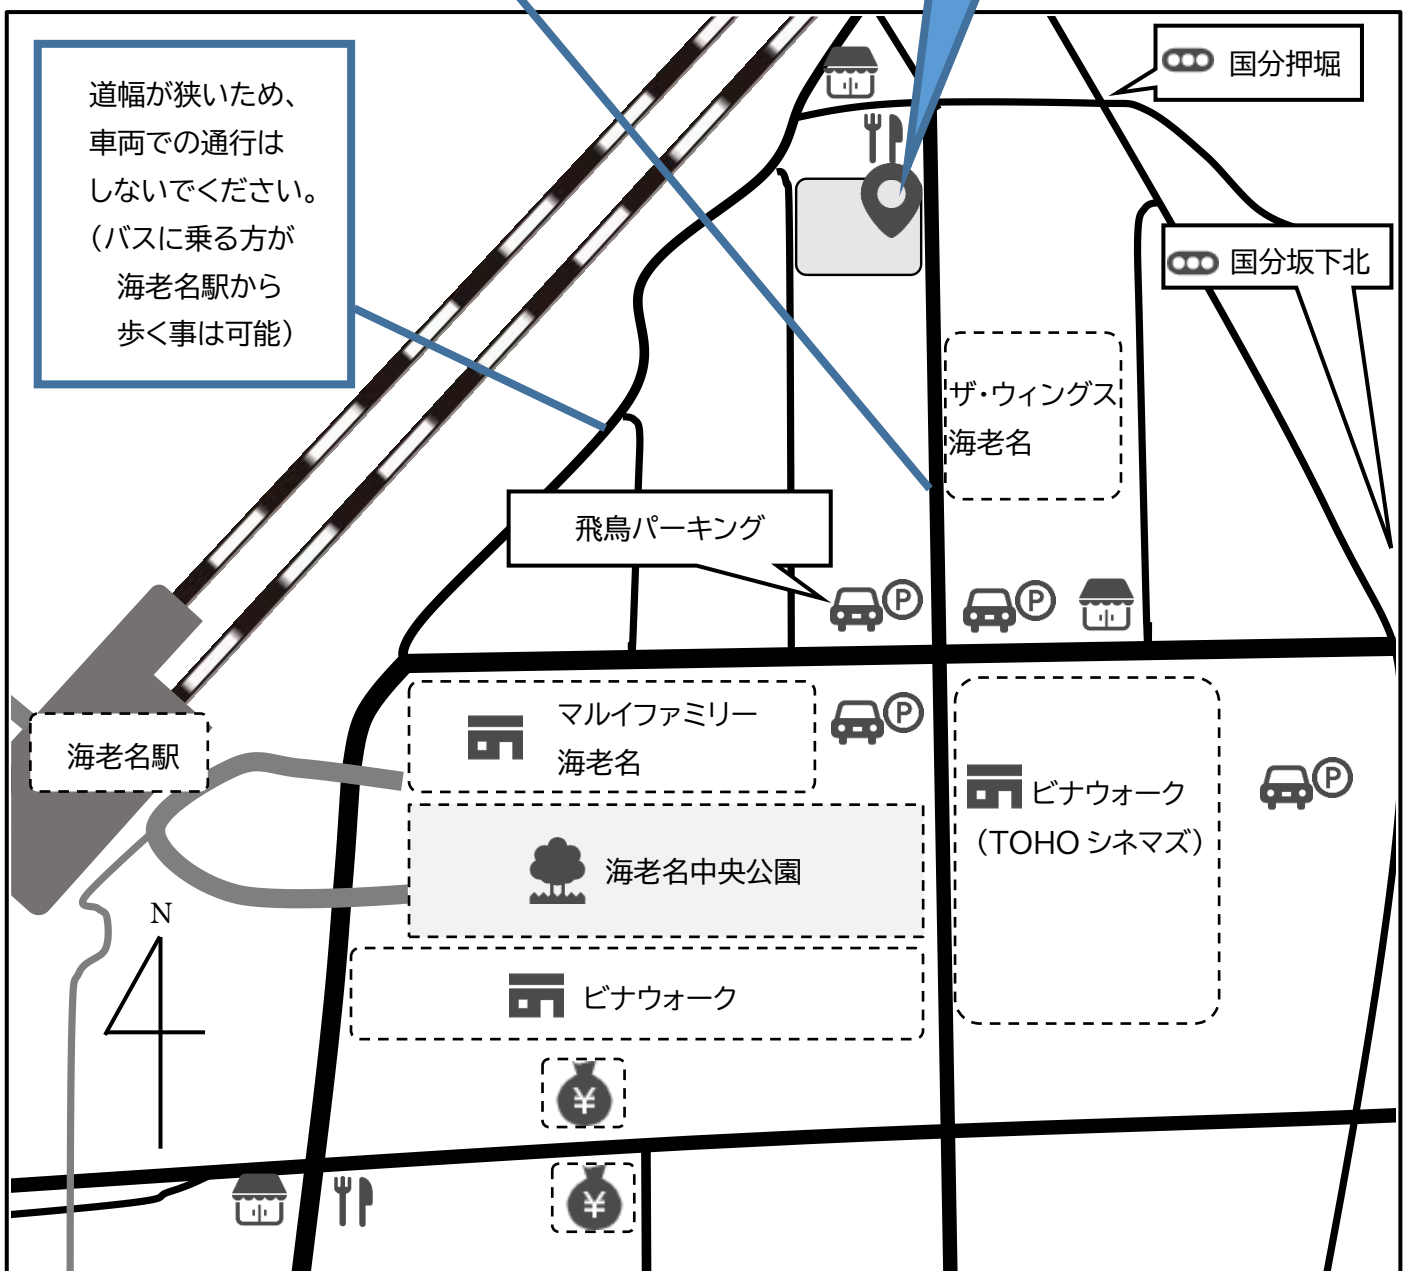 国分押堀
道幅が狭いため、
車両での通行は
しないでください。
（バスに乗る方が
海老名駅から
歩く事は可能）
国分坂下北
ザ・ウィングス
海老名
飛鳥パーキング
P
P
マルイファミリー
海老名
P
海老名駅
ビナウォーク
（TOHOシネマズ）
P
海老名中央公園
N
ビナウォーク
¥
¥